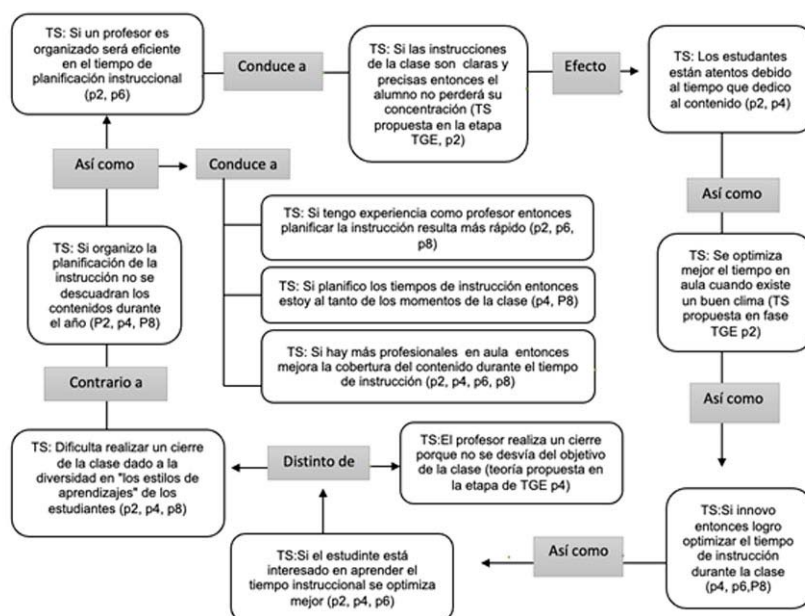 TS: Si un profesor es
organizado será eficiente
en el tiempo de
planificación instruccional
(p2, p6)
Conduce a
TS: Si las instrucciones
de la clase son claras y
precisas entonces el
alumno no perderá su
concentración (TS
propuesta en la etapa
TGE, p2)
Efecto
TS: Los estudiantes
están atentos debido al
tiempo que dedico
al contenido (p2, p4)
Así como
Conduce a
Así como
TS: Si organizo la
planificación de la
instrucción no se
descuadran los
contenidos durante
el año (P2, p4, P8)
TS: Si tengo experiencia como profesor entonces
planificar la instrucción resulta más rápido (p2, p6,
p8)
TS: Si planifico los tiempos de instrucción entonces
estoy al tanto de los momentos de la clase (p4, P8)
TS: Si hay más profesionales en aula entonces
mejora la cobertura del contenido durante el tiempo
de instrucción (p2, p4, p6, p8)
TS: Se optimiza
mejor el tiempo en
aula cuando existe
un buen clima (TS
propuesta en fase
TGE p2)
Contrario a
Así como
TS: Dificulta realizar un cierre
de la clase dado a la
diversidad en "los estilos de
aprendizajes" de los
estudiantes (p2, p4, p8)
Distinto de
TS:El profesor realiza un cierre
porque no se desvía del objetivo
de la clase (teoría propuesta en
la etapa de TGE p4)
TS:Si el estudinte está
interesado en aprender el
tiempo instruccional se optimiza
mejor (p2, p4, p6)
Así como
TS:Si innovo
entonces logro
optimizar el tiempo
de instrucción
durante la clase
(p4, p6,P8)